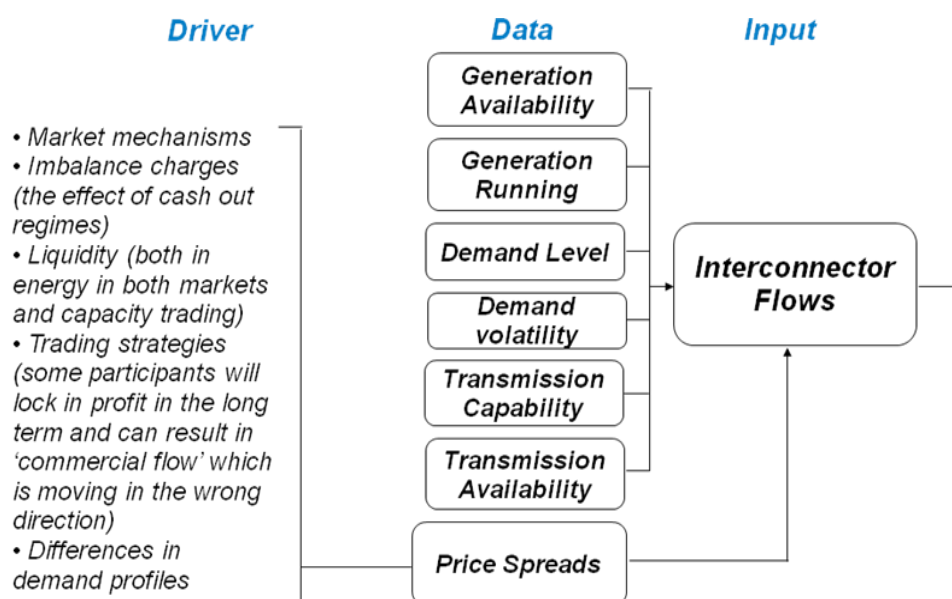 Driver
Data
Input
• Market mechanisms
• Imbalance charges
(the effect of cash out
regimes)
• Liquidity (both in
energy in both markets
and capacity trading)
• Trading strategies
(some participants will
lock in profit in the long
term and can result in
‘commercial flow’ which
is moving in the wrong
direction)
• Differences in
demand profiles
Generation
Availability
Generation
Running
Demand Level
Demand
volatility
Transmission
Capability
Transmission
Availability
Price Spreads
Interconnector
Flows